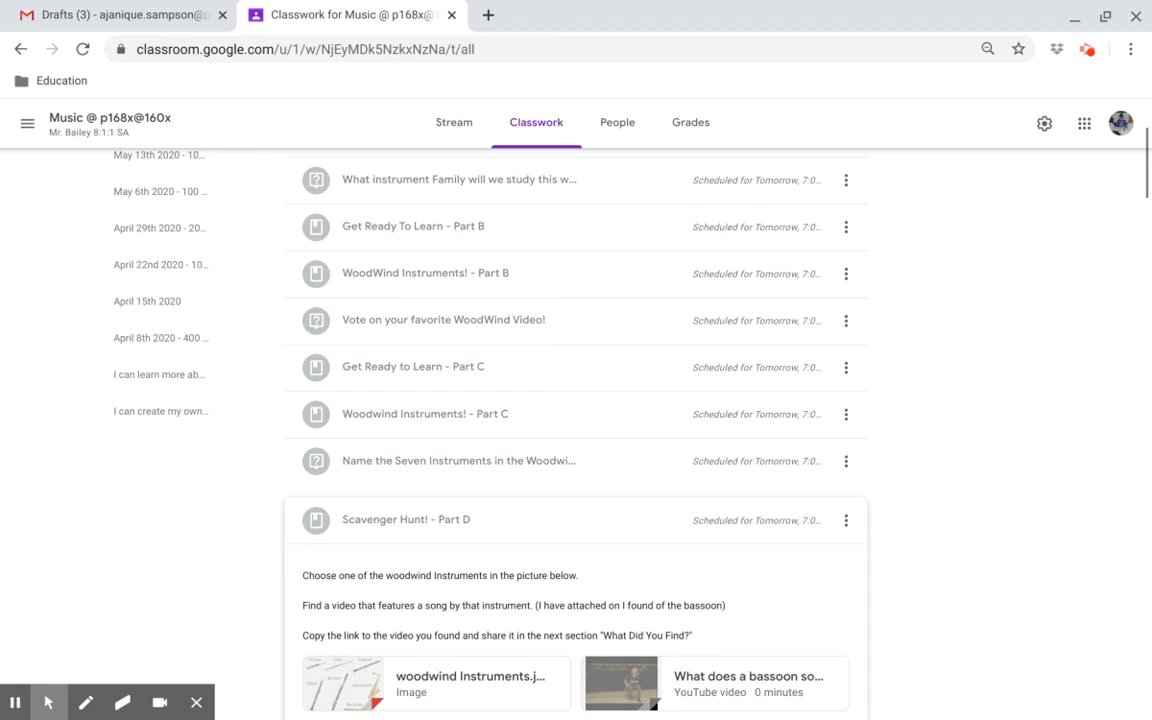 Drafts (3) - ajanique.sampson@p
Classwork for Music @ p168x@1
classroom.google.com/u/1/w/NjEyMDk5NzkxNzNa/t/all
Education
Music @ p168x@160x
Mr. Bailey 8:1:1 SA
Stream
Classwork
People
Grades
May 13th 2020 - 10...
May 6th 2020 - 100 ...
April 29th 2020 - 20...
April 22nd 2020 - 10...
April 15th 2020
April 8th 2020 - 400 ...
I can learn more ab...
I can create my own...
What instrument Family will we study this w... Scheduled for Tomorrow, 7:0...
Get Ready To Learn - Part B Scheduled for Tomorrow, 7:0...
WoodWind Instruments! - Part B Scheduled for Tomorrow, 7:0...
Vote on your favorite WoodWind Video! Scheduled for Tomorrow, 7:0...
Get Ready to Learn - Part C Scheduled for Tomorrow, 7:0...
Woodwind Instruments! - Part C Scheduled for Tomorrow, 7:0...
Name the Seven Instruments in the Woodwi... Scheduled for Tomorrow, 7:0...
Scavenger Hunt! - Part D Scheduled for Tomorrow, 7:0...
Choose one of the woodwind Instruments in the picture below.
Find a video that features a song by that instrument. (I have attached on I found of the bassoon)
Copy the link to the video you found and share it in the next section "What Did You Find?"
woodwind Instruments.j...
Image
What does a bassoon so...
YouTube video 0 minutes